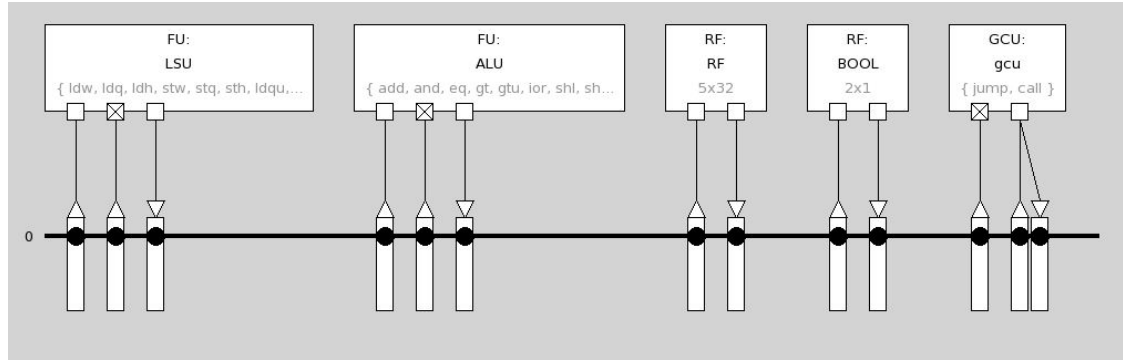 FU:
LSU
{ ldw, ldq, ldh, stw, stq, sth, ldqu,...
FU:
ALU
{ add, and, eq, gt, gtu, ior, shl, sh...
RF:
RF
5x32
RF:
BOOL
2x1
GCU:
gcu
{ jump, call }
0